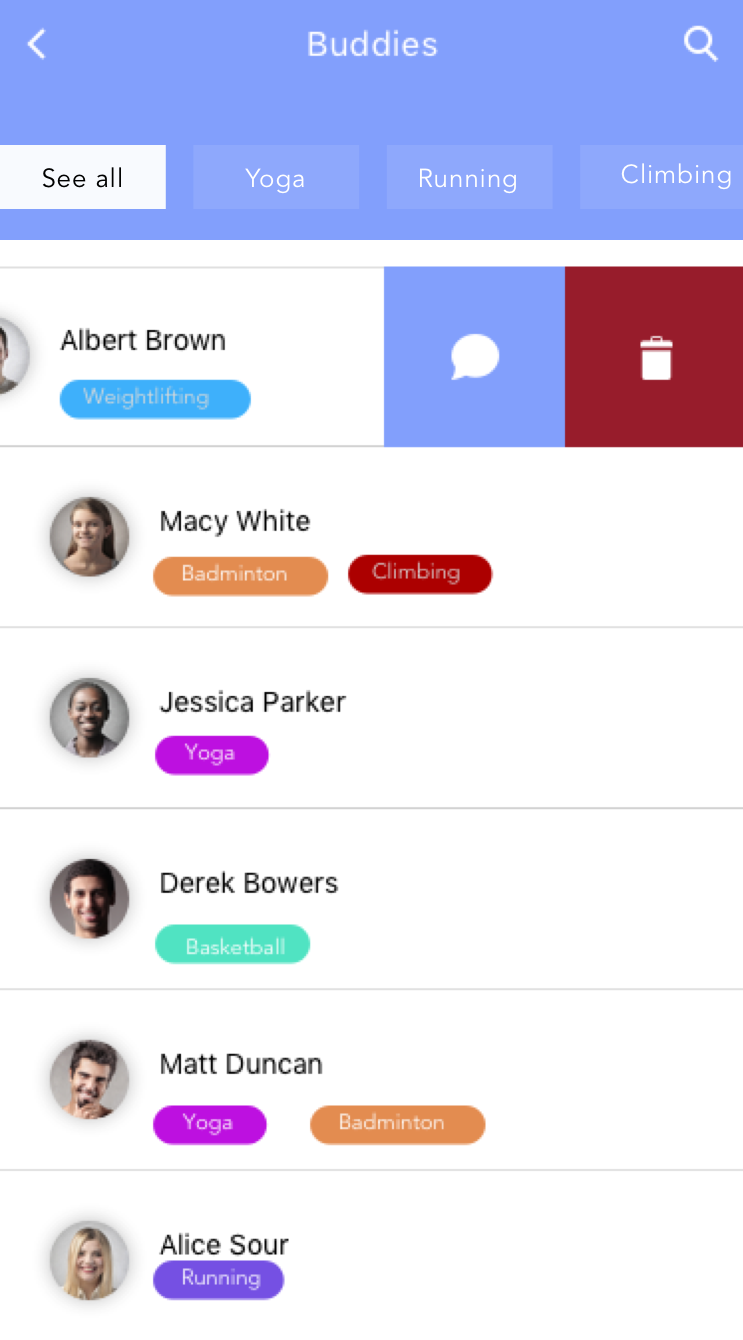 Buddies
See all Yoga Running Climbing
Albert Brown
Weightlifting
Macy White
Badminton Climbing
Jessica Parker
Yoga
Derek Bowers
Basketball
Matt Duncan
Yoga Badminton
Alice Sour
Running